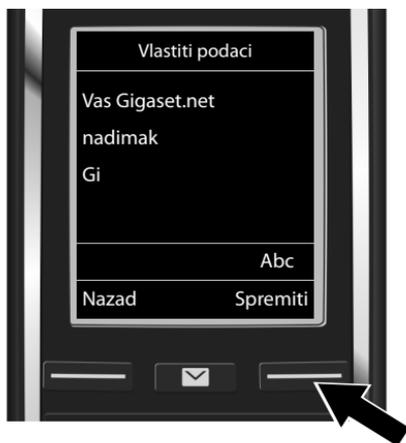 Vlastiti podaci
Vas Gigaset.net
nadimak
Gi
Abc
Nazad Spremiti